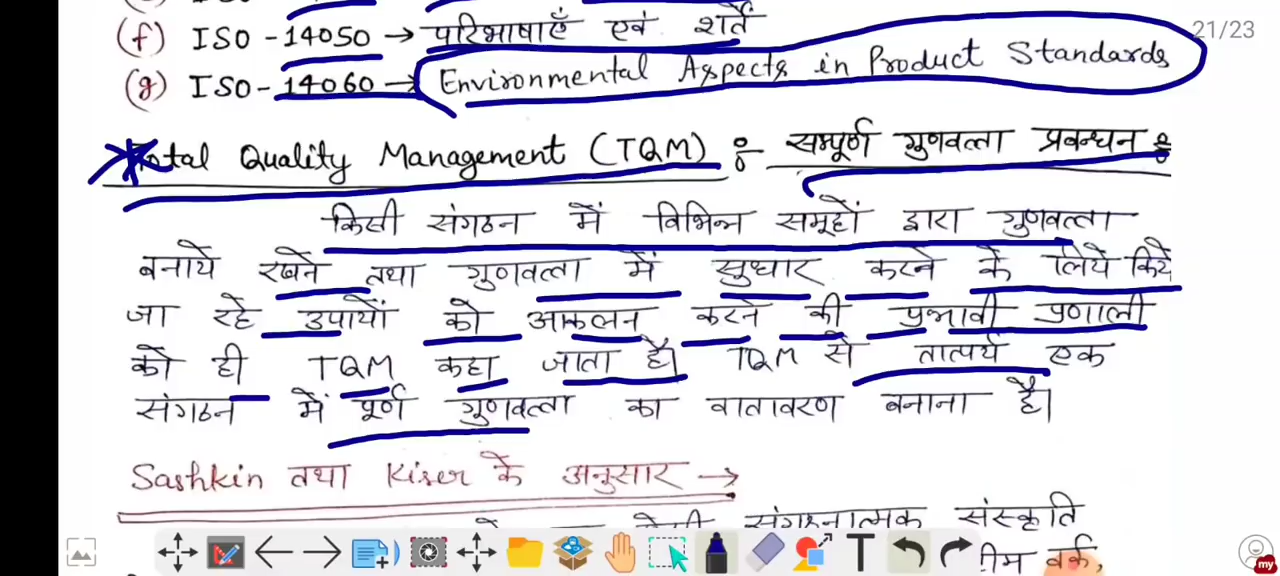 (f) ISO -14050 → परिभाषाएँ एवं शर्तें
21/23
(g) ISO- 14060 → Environmental Aspects in Product Standards
Total Quality Management (TQM) :- सम्पूर्ण गुणवत्ता प्रबन्धन :-
किसी संगठन में विभिन्न समूहों द्वारा गुणवत्ता
बनाये रखने तथा गुणवत्ता में सुधार करने के लिये किये
जा रहे उपायों को आकलन करने की प्रभावी प्रणाली
को ही TQM कहा जाता है। TQM से तात्पर्य एक
संगठन में पूर्ण गुणवत्ता का वातावरण बनाना है।
Sashkin तथा Kiser के अनुसार →
संगठनात्मक संस्कृति
टीम वर्क,
T
my